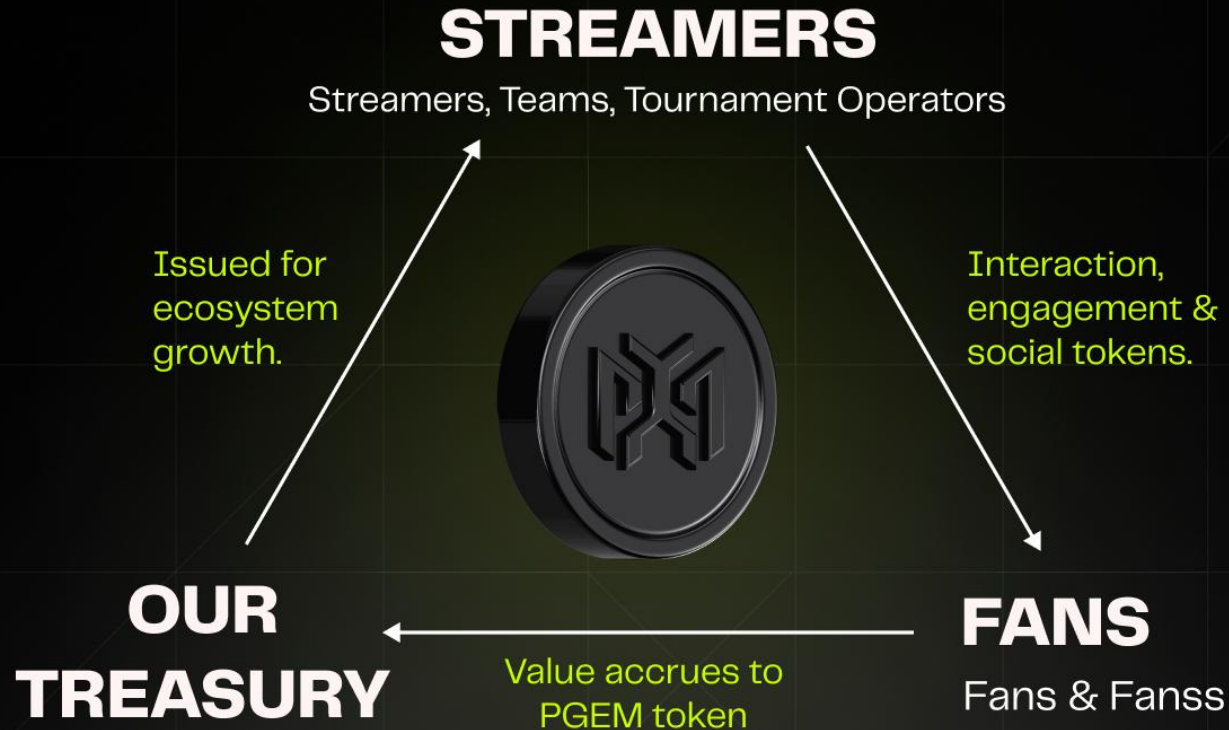 STREAMERS
Streamers, Teams, Tournament Operators
Issued for
ecosystem
growth.
Interaction,
engagement &
social tokens.
OUR
TREASURY
FANS
Fans & Fanss
Value accrues to
PGEM token